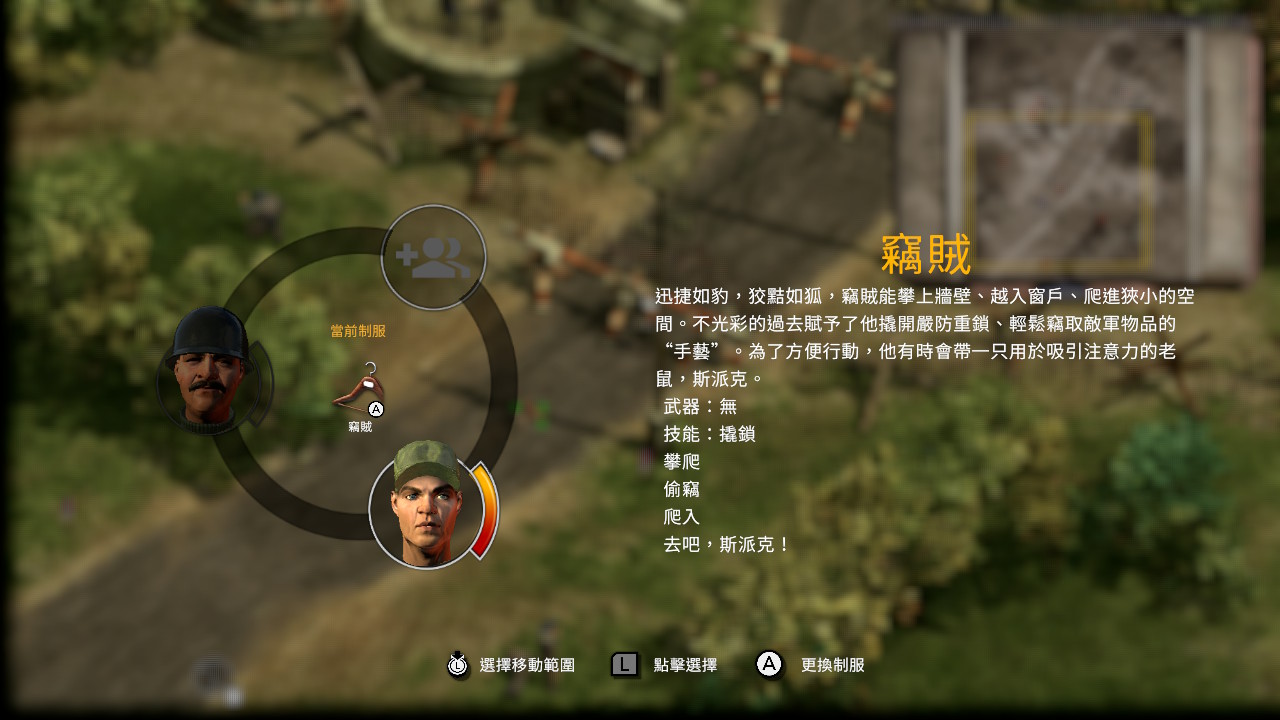 竊賊
迅捷如豹，狡黠如狐，竊賊能攀上牆壁、越入窗戶、爬進狹小的空
間。不光彩的過去賦予了他撬開嚴防重鎖、輕鬆竊取敵軍物品的
“手藝”。為了方便行動，他有時會帶一只用於吸引注意力的老
鼠，斯派克。
武器：無
技能：撬鎖
攀爬
偷竊
爬入
去吧，斯派克！
當前制服
A
竊賊
選擇移動範圍
L 點擊選擇
A 更換制服